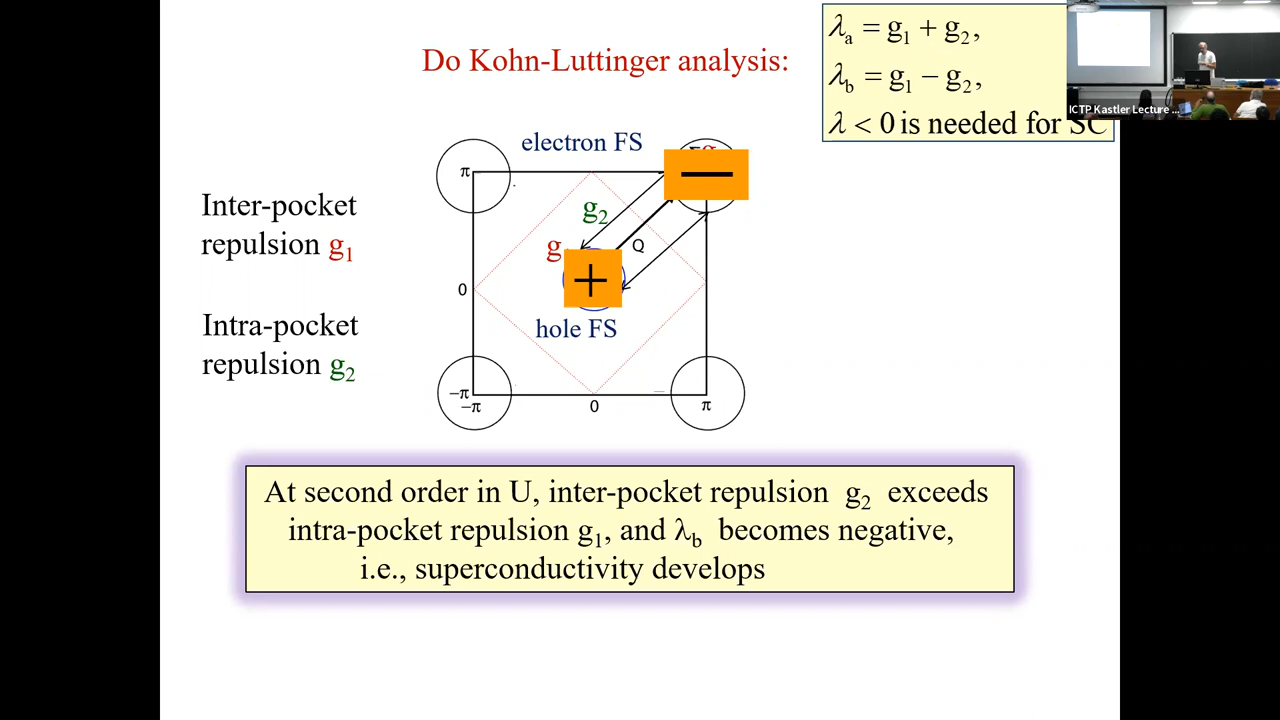 Do Kohn-Luttinger analysis:
λa = g1 + g2,
λb = g1 − g2,
λ < 0 is needed for SC
ICTP Kastler Lecture ...
electron FS
π
Inter-pocket
repulsion g1
g2
g
Q
+
−
0
hole FS
Intra-pocket
repulsion g2
−π
−π
0
π
At second order in U, inter-pocket repulsion g2 exceeds
intra-pocket repulsion g1, and λb becomes negative,
i.e., superconductivity develops